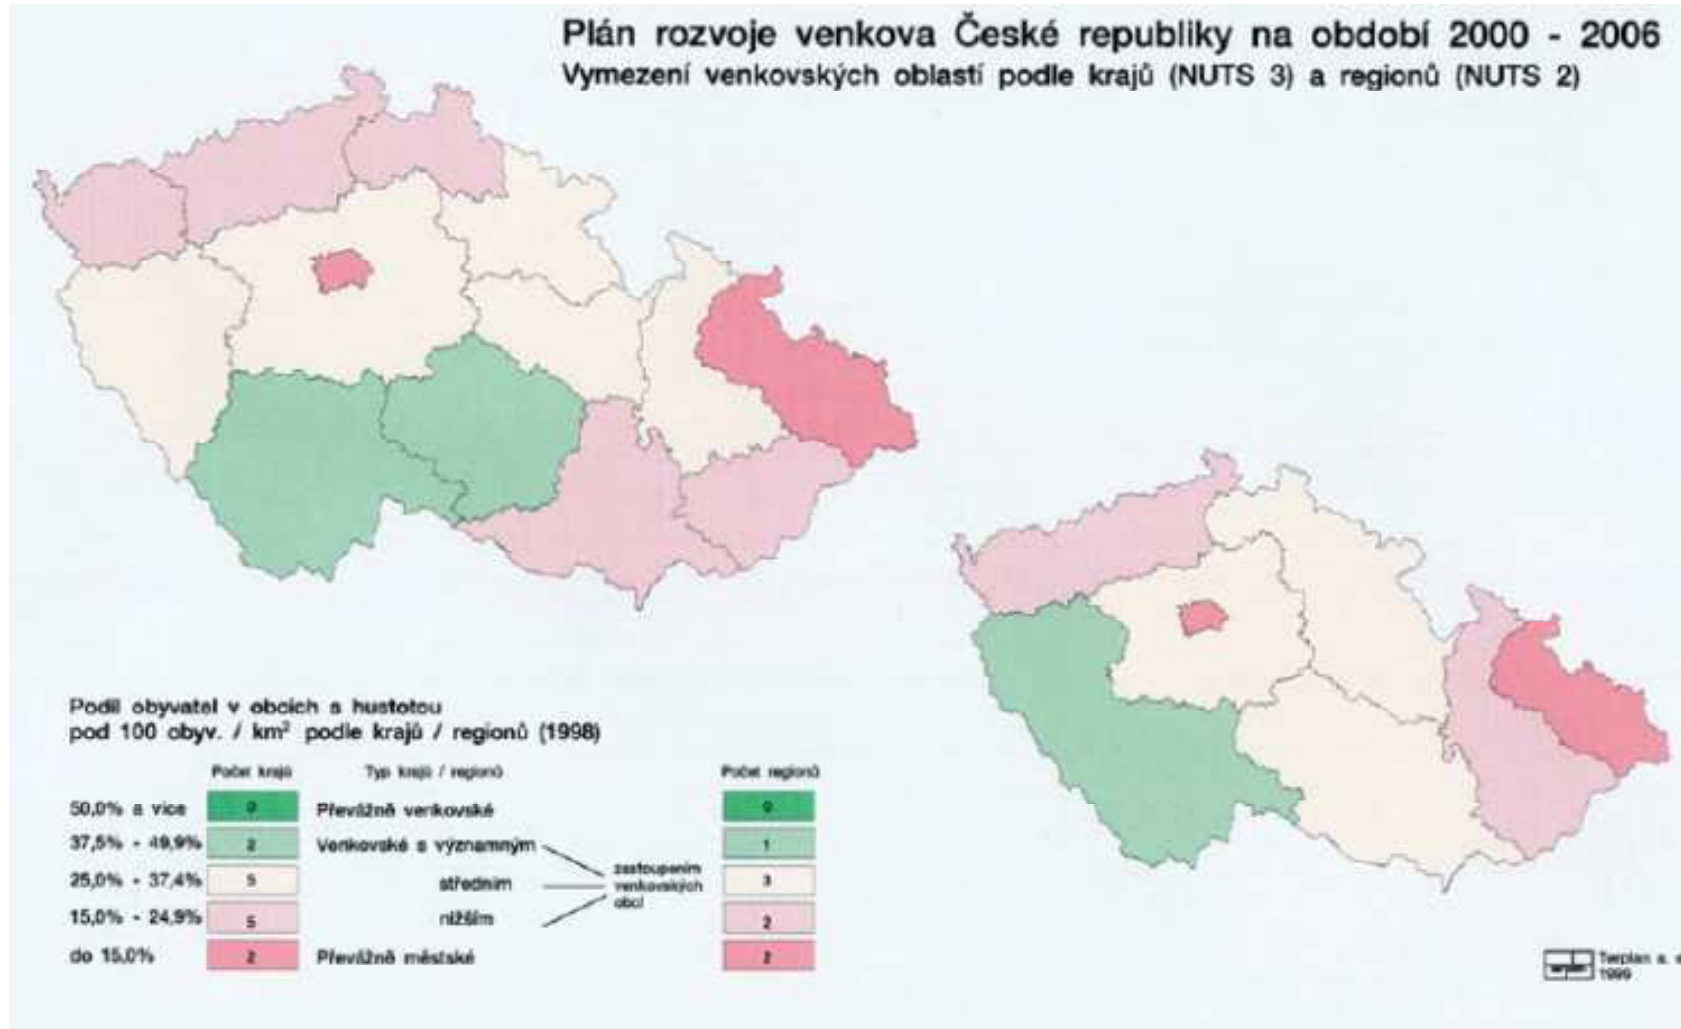 Plán rozvoje venkova České republiky na období 2000 - 2006
Vymezení venkovských oblastí podle krajů (NUTS 3) a regionů (NUTS 2)
Podíl obyvatel v obcích s hustotou
pod 100 obyv. / km² podle krajů / regionů (1998)
Počet krajů Typ krajů / regionů Počet regionů
50,0% a více 0 Převážně venkovské 0
37,5% - 49,9% 2 Venkovské s významným 1
25,0% - 37,4% 5 středním zastoupením venkovských obcí 3
15,0% - 24,9% 5 nižším 2
do 15,0% 2 Převážně městské 2
Terplan a. s
1999